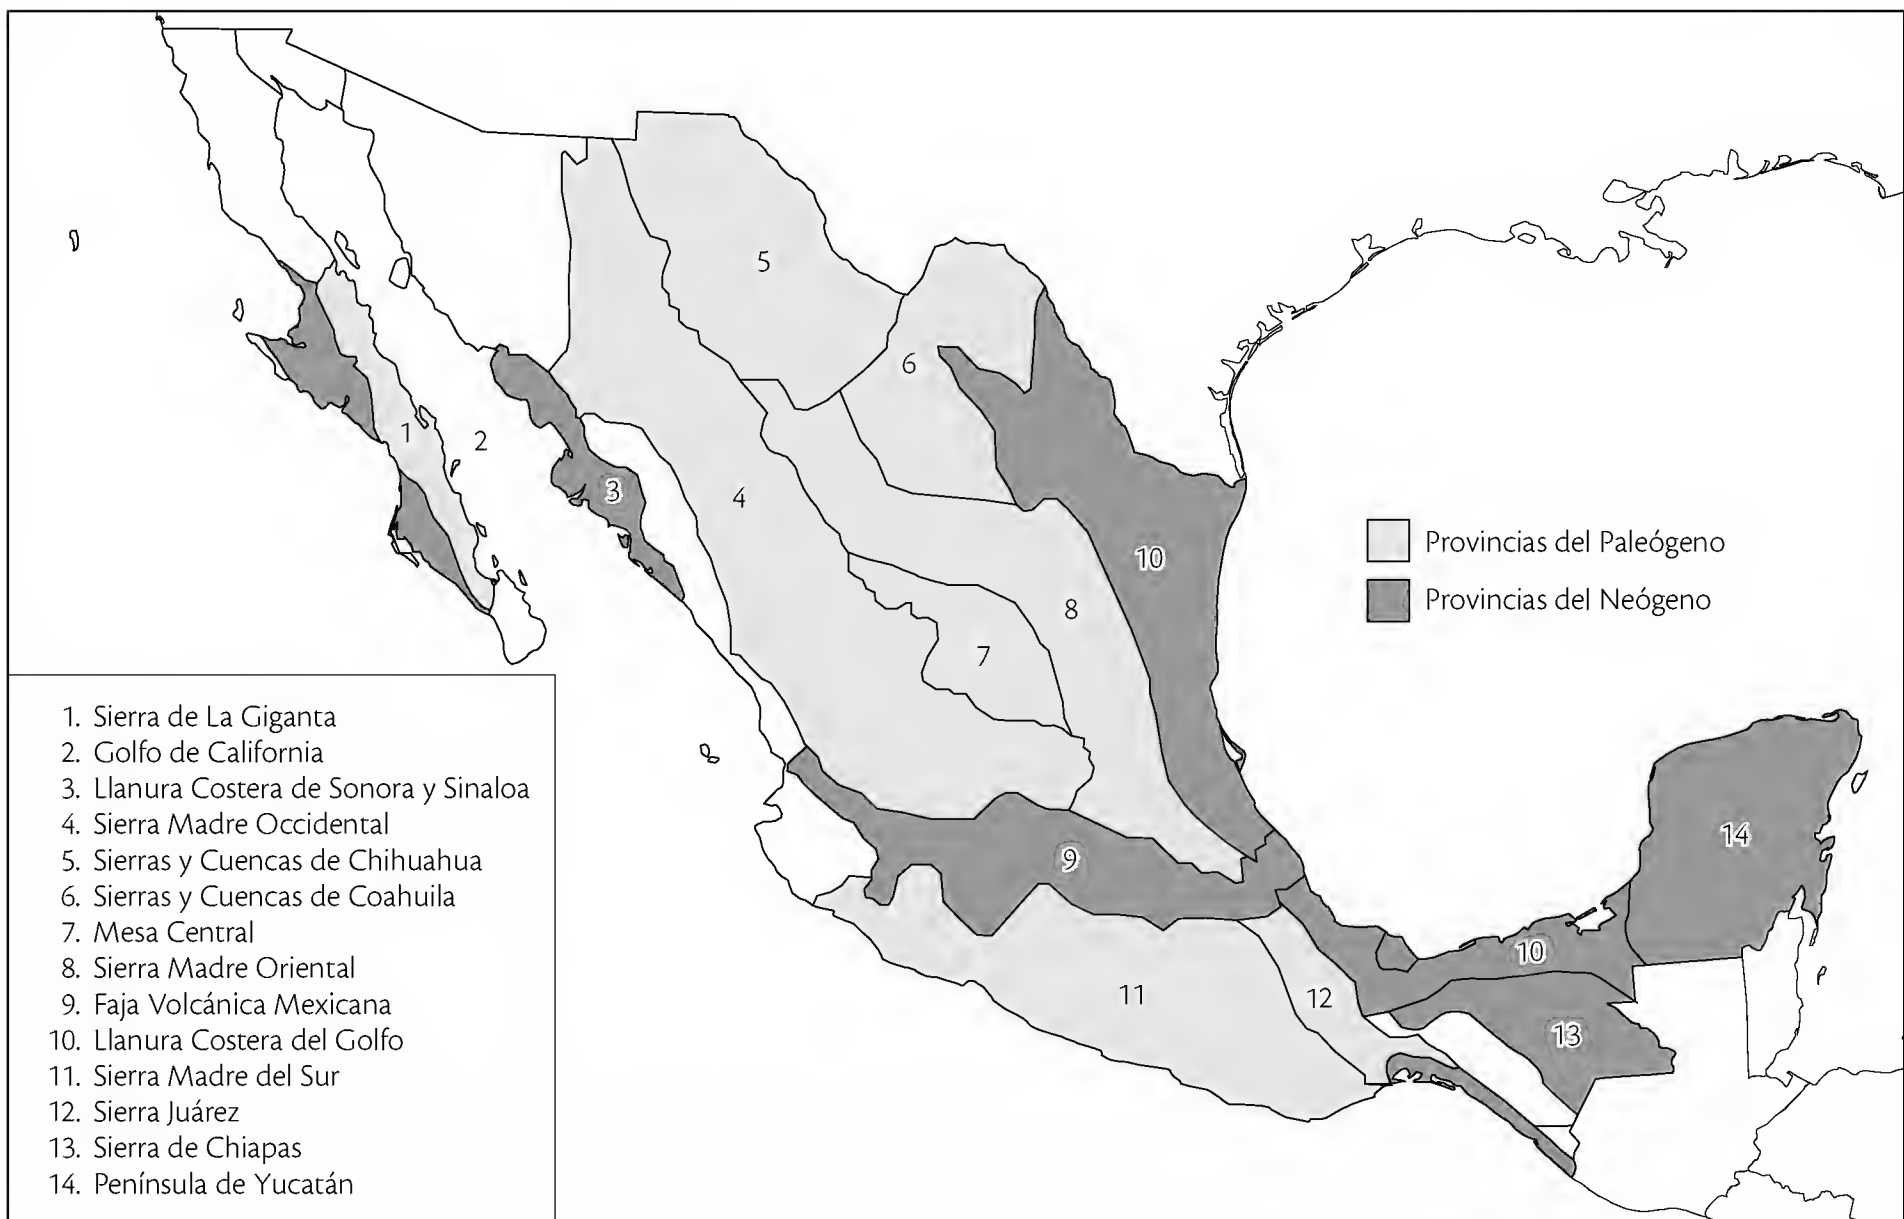 5
6
1
2
3
4
10
8
7
9
14
10
11
12
13
Provincias del Paleógeno
Provincias del Neógeno
1. Sierra de La Giganta
2. Golfo de California
3. Llanura Costera de Sonora y Sinaloa
4. Sierra Madre Occidental
5. Sierras y Cuencas de Chihuahua
6. Sierras y Cuencas de Coahuila
7. Mesa Central
8. Sierra Madre Oriental
9. Faja Volcánica Mexicana
10. Llanura Costera del Golfo
11. Sierra Madre del Sur
12. Sierra Juárez
13. Sierra de Chiapas
14. Península de Yucatán